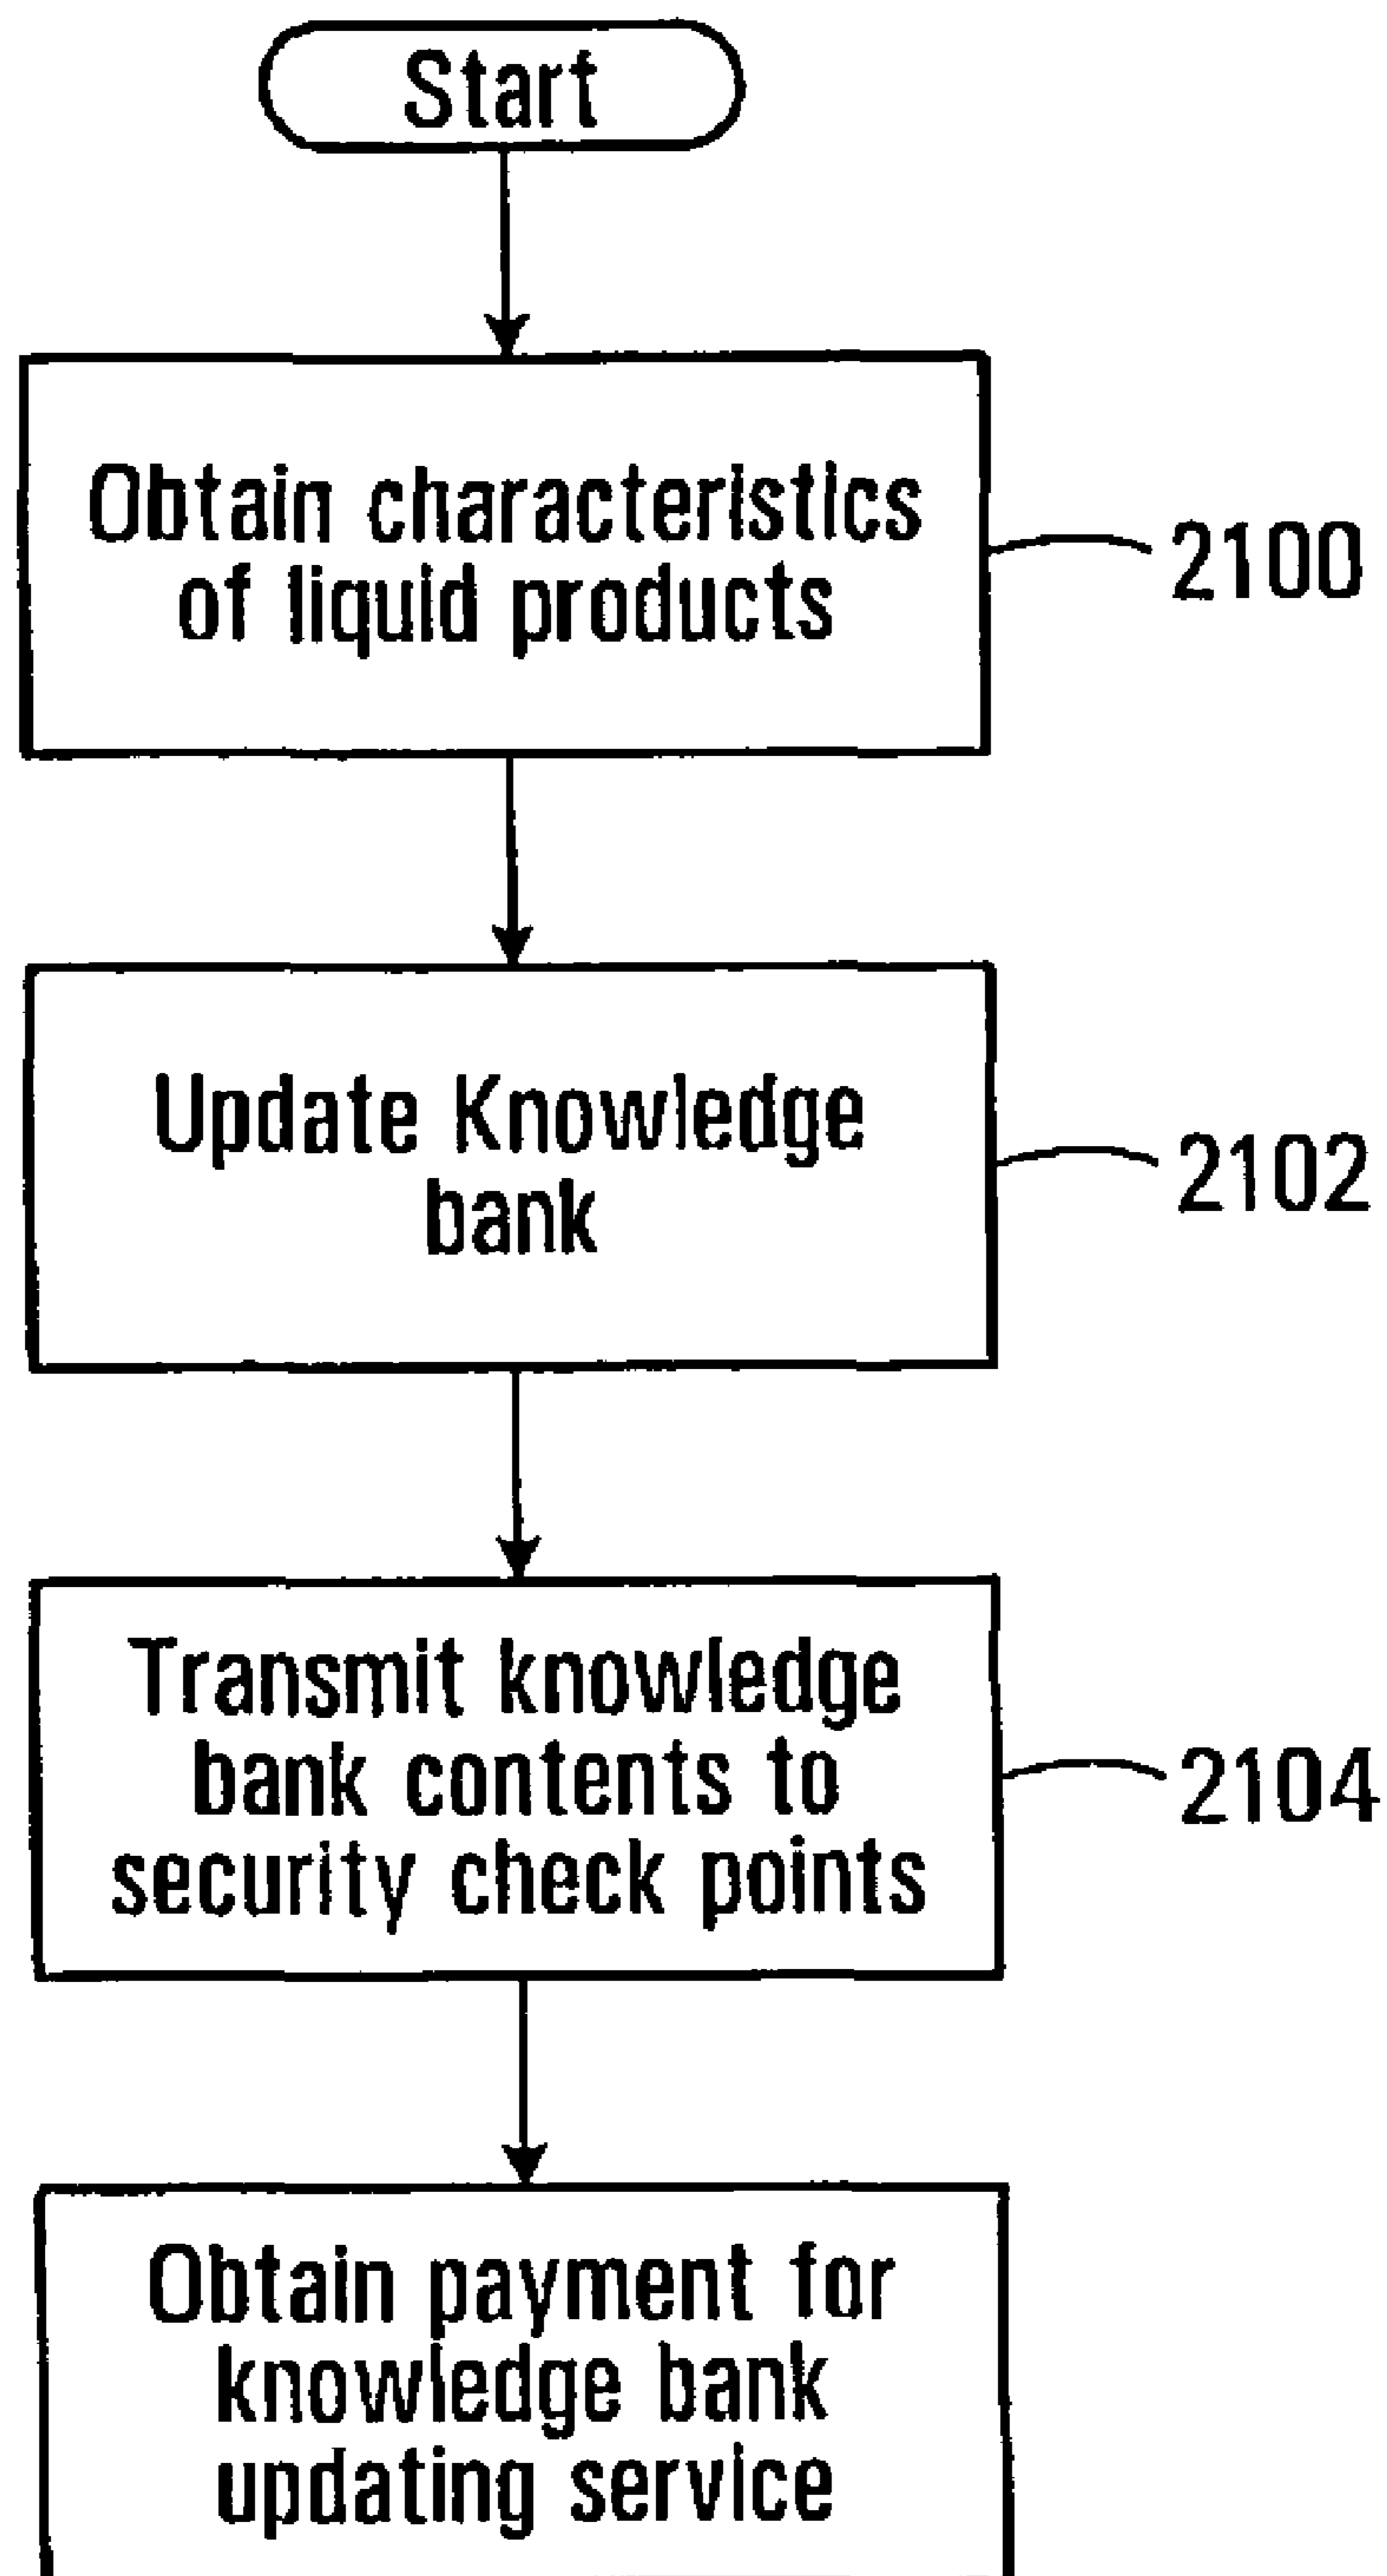 Start
Obtain characteristics
of liquid products
2100
Update Knowledge
bank
2102
Transmit knowledge
bank contents to
security check points
2104
Obtain payment for
knowledge bank
updating service